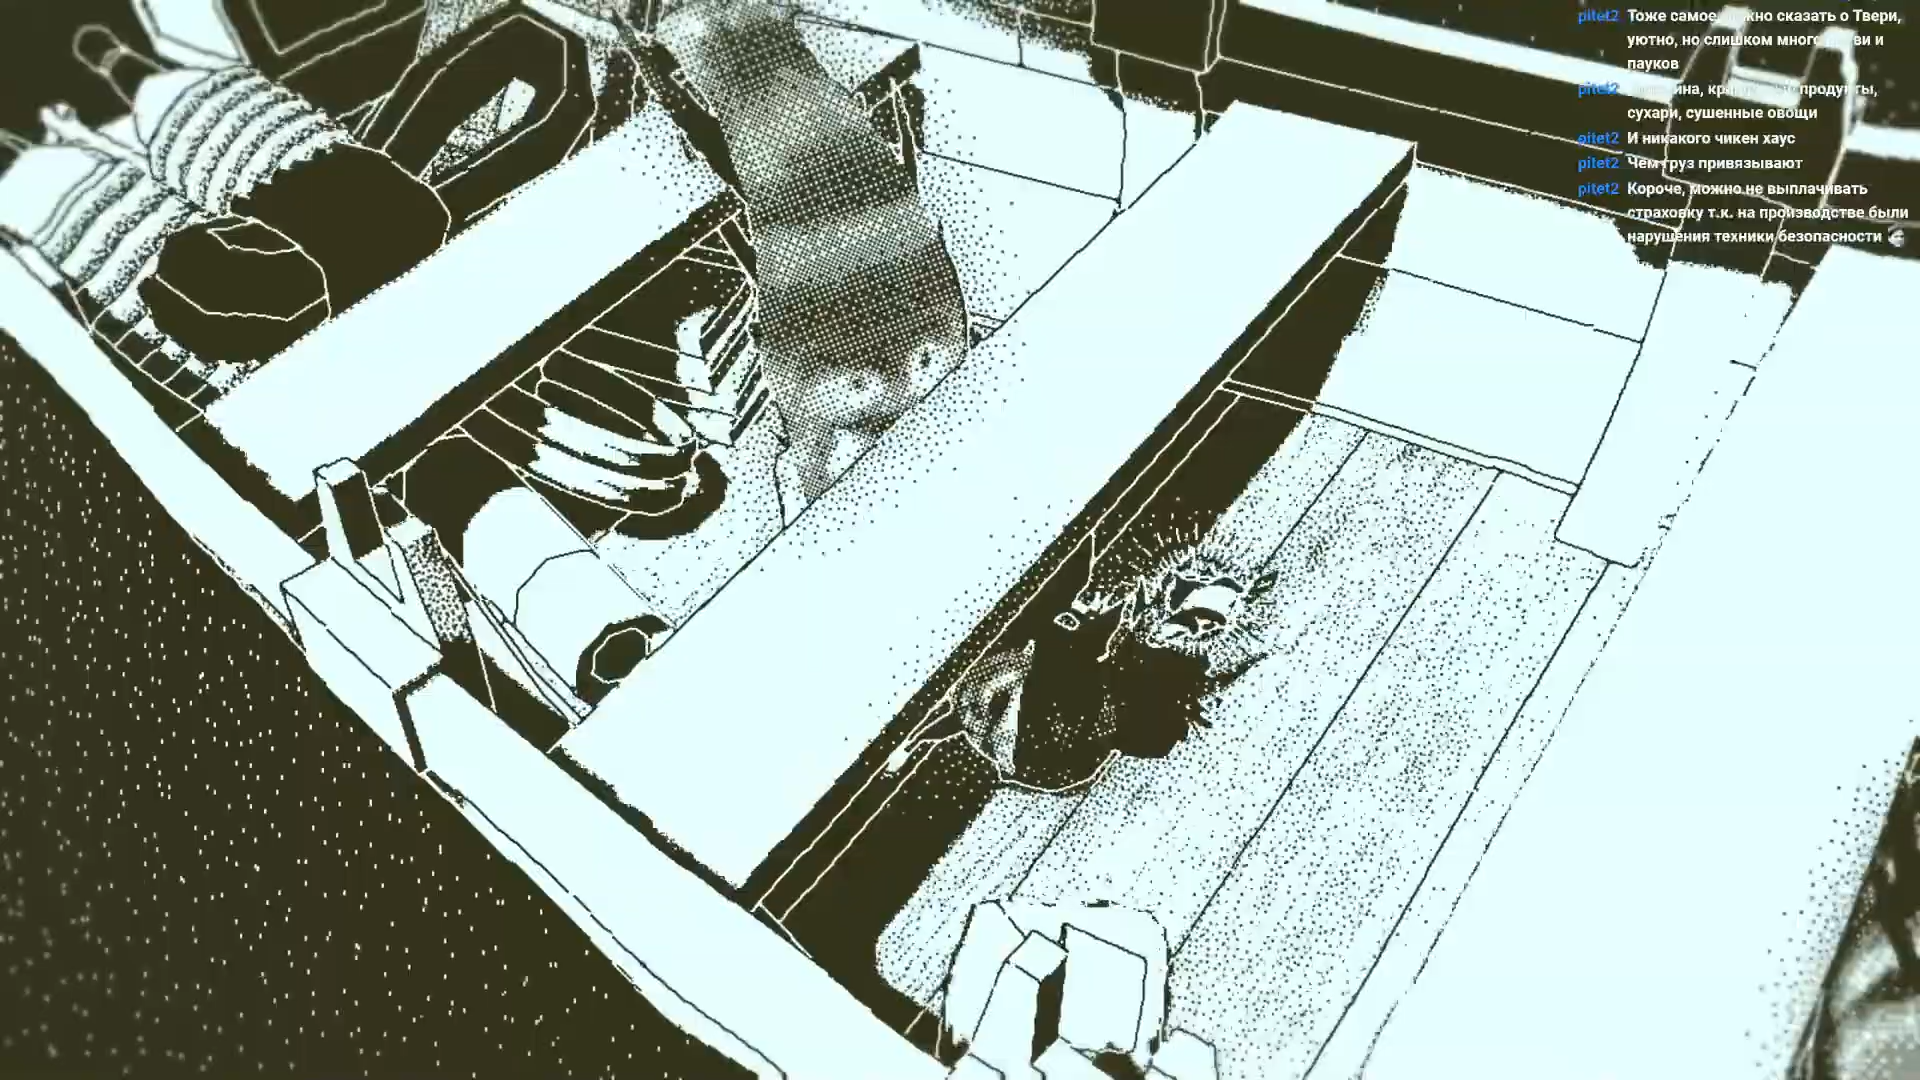 pitet2 Тоже самое можно сказать о Твери,
уютно, но слишком много и
пауков
pitet2 продукты,
сухари, сушенные овощи
pitet2 И никакого чикен хаус
pitet2 Чем груз привязывают
pitet2 Короче, можно не выплачивать
страховку т.к. на производстве были
нарушения техники безопасности